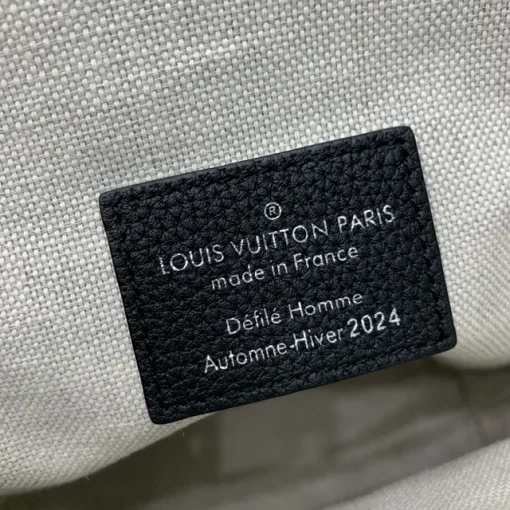 ®
LOUIS VUITTON PARIS
made in France
Défilé Homme
Automne-Hiver 2024